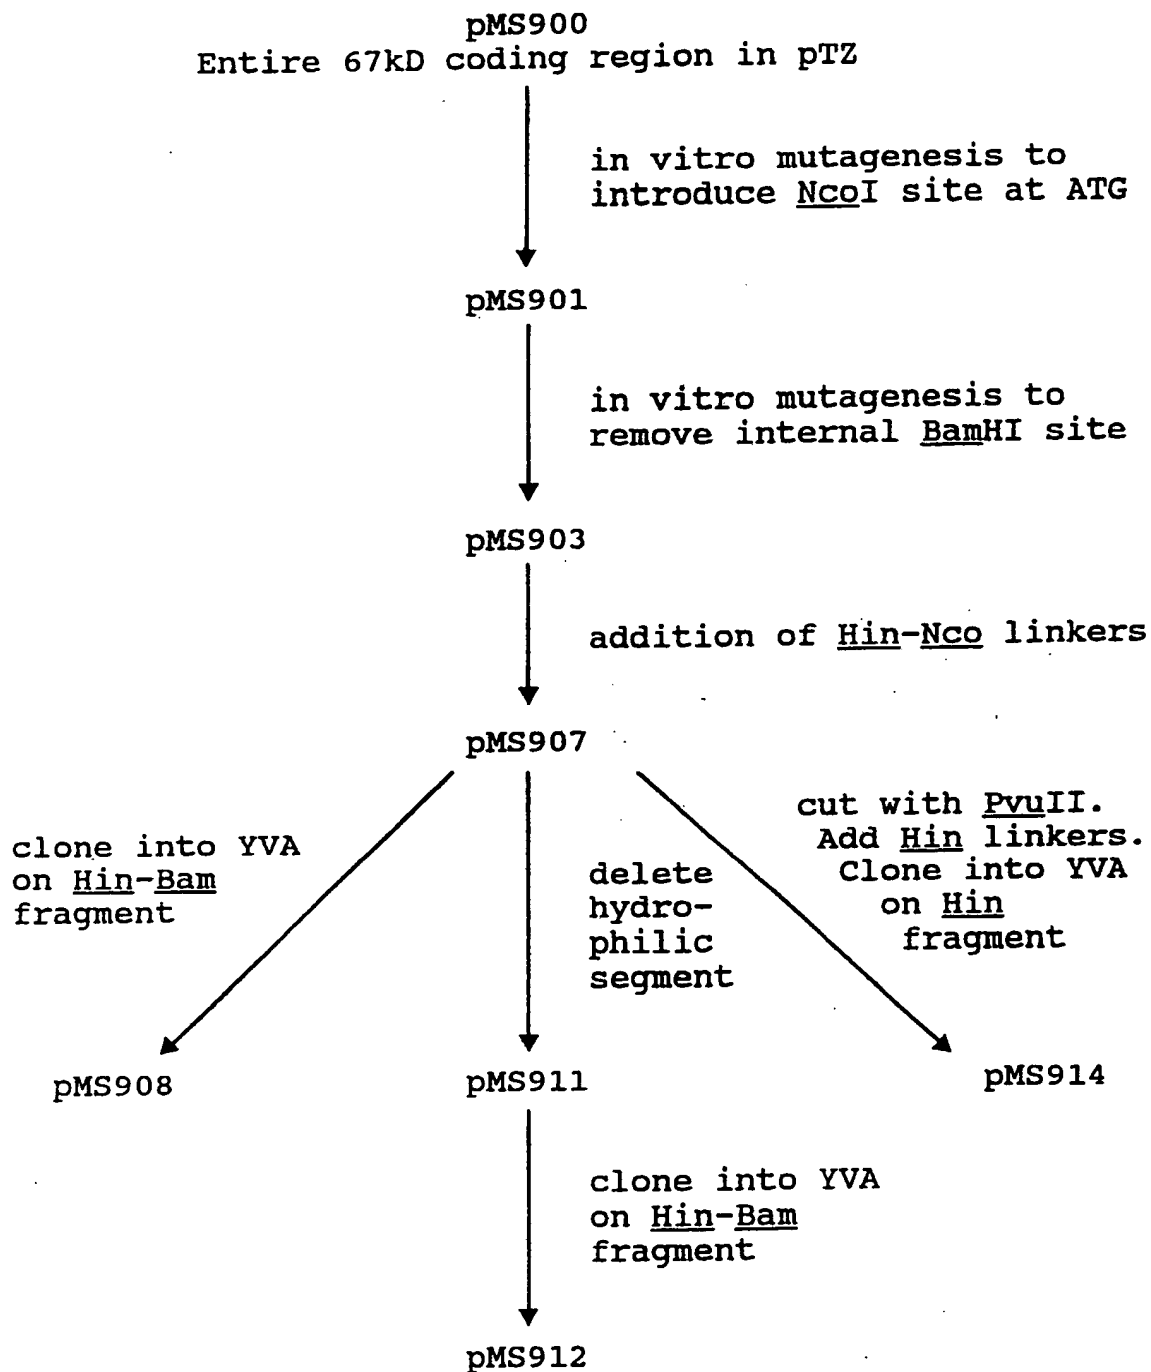 pMS900
Entire 67kD coding region in pTZ
in vitro mutagenesis to
introduce NcoI site at ATG
pMS901
in vitro mutagenesis to
remove internal BamHI site
pMS903
addition of Hin-Nco linkers
pMS907
clone into YVA
on Hin-Bam
fragment
delete
hydro-
philic
segment
cut with PvuII.
Add Hin linkers.
Clone into YVA
on Hin
fragment
pMS908
pMS911
pMS914
clone into YVA
on Hin-Bam
fragment
pMS912